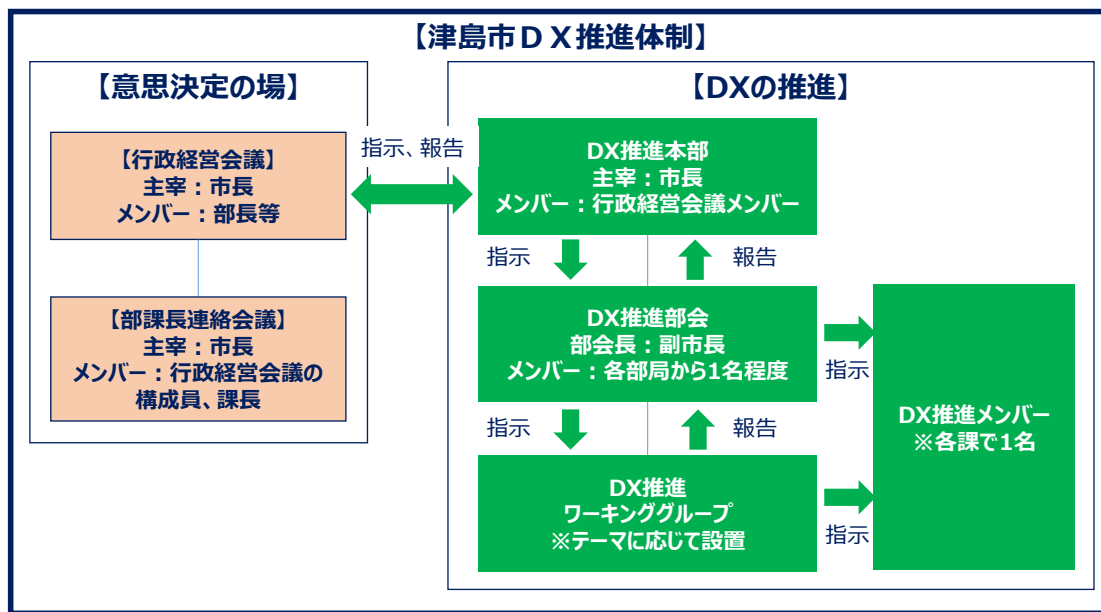 【津島市ＤＸ推進体制】
【意思決定の場】
【行政経営会議】
主宰：市長
メンバー：部長等
【部課長連絡会議】
主宰：市長
メンバー：行政経営会議の
構成員、課長
指示、報告
【DXの推進】
DX推進本部
主宰：市長
メンバー：行政経営会議メンバー
指示
報告
DX推進部会
部会長：副市長
メンバー：各部局から1名程度
指示
指示
報告
DX推進
ワーキンググループ
※テーマに応じて設置
指示
DX推進メンバー
※各課で1名